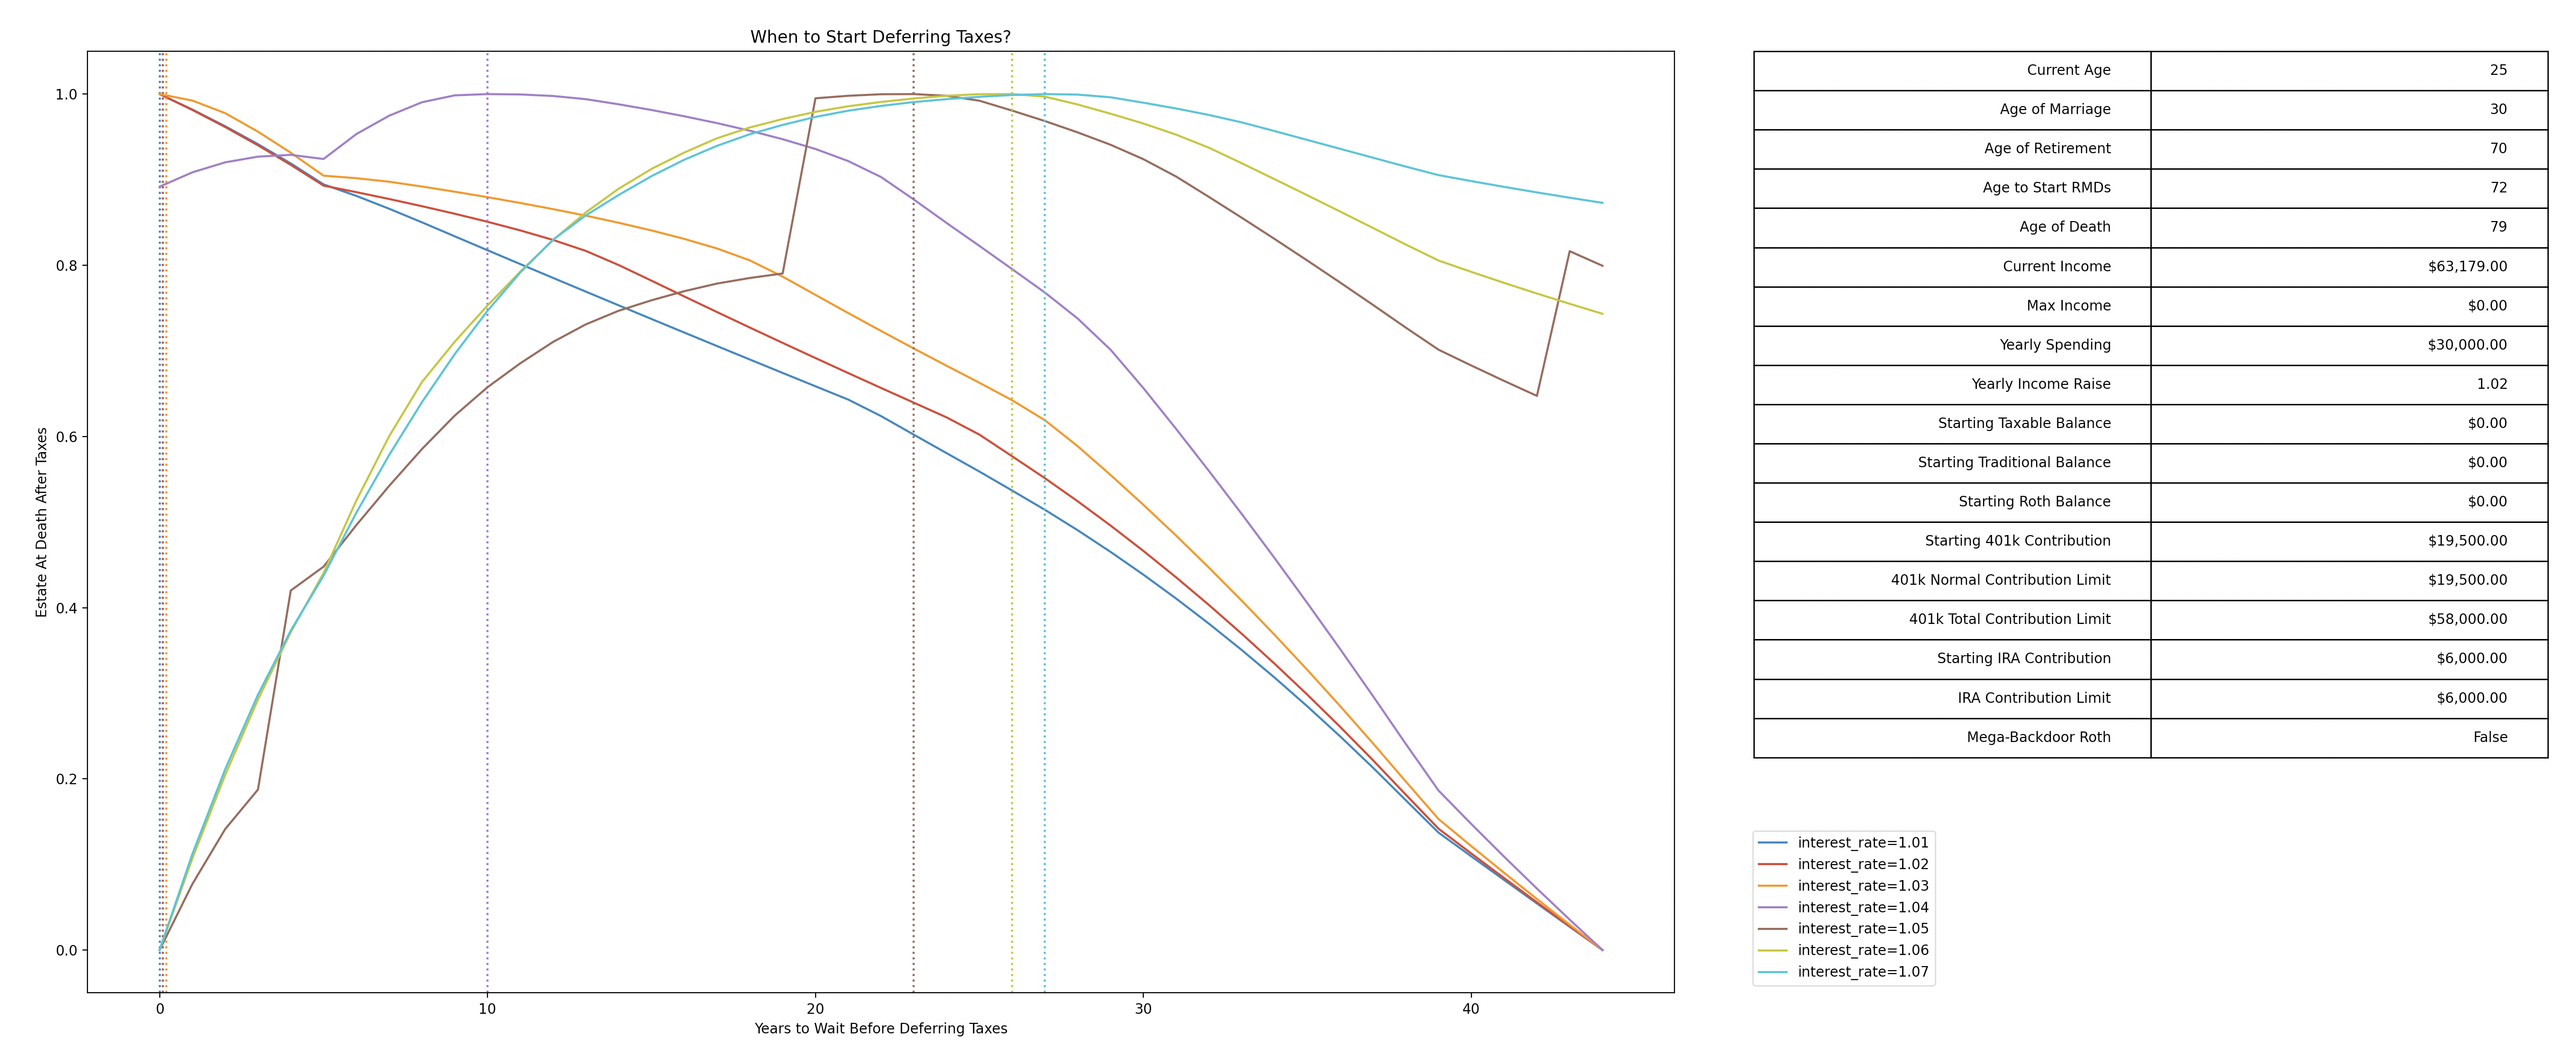 When to Start Deferring Taxes?
Estate At Death After Taxes
1.0
0.8
0.6
0.4
0.2
0.0
0 10 20 30 40
Years to Wait Before Deferring Taxes
Current Age 25
Age of Marriage 30
Age of Retirement 70
Age to Start RMDs 72
Age of Death 79
Current Income $63,179.00
Max Income $0.00
Yearly Spending $30,000.00
Yearly Income Raise 1.02
Starting Taxable Balance $0.00
Starting Traditional Balance $0.00
Starting Roth Balance $0.00
Starting 401k Contribution $19,500.00
401k Normal Contribution Limit $19,500.00
401k Total Contribution Limit $58,000.00
Starting IRA Contribution $6,000.00
IRA Contribution Limit $6,000.00
Mega-Backdoor Roth False
interest_rate=1.01
interest_rate=1.02
interest_rate=1.03
interest_rate=1.04
interest_rate=1.05
interest_rate=1.06
interest_rate=1.07